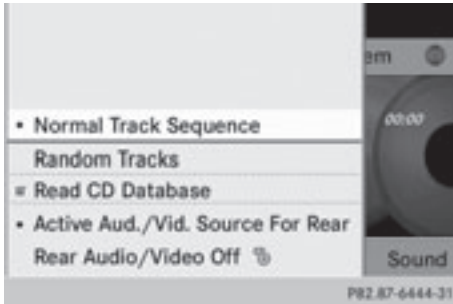 em
• Normal Track Sequence
00:00
Random Tracks
Read CD Database
• Active Aud./Vid. Source For Rear
Rear Audio/Video Off
Sound
P82.87-6444-31